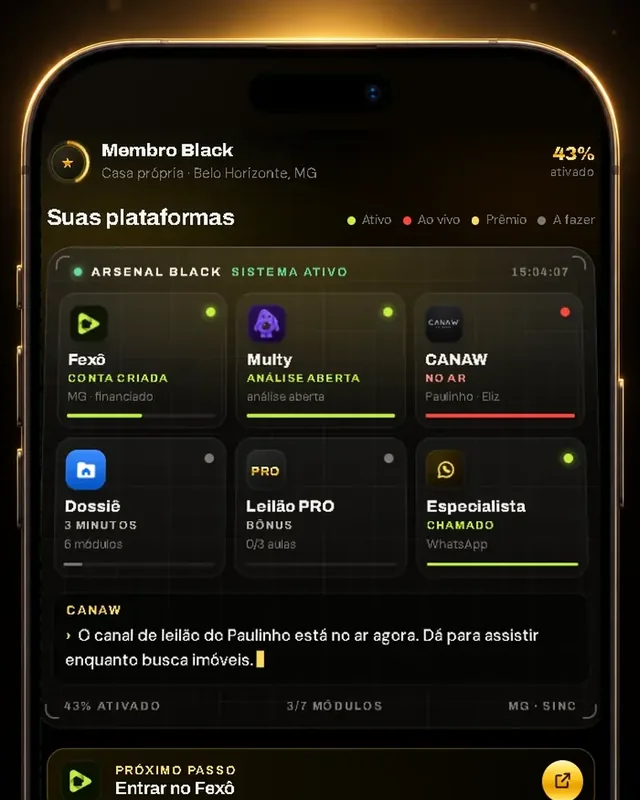 Membro Black
43%
Casa própria · Belo Horizonte, MG
ativado
Suas plataformas
Ativo
Ao vivo
Prêmio
A fazer
ARSENAL BLACK SISTEMA ATIVO
15:04:07
Fexô
CONTA CRIADA
MG · financiado
Multy
ANÁLISE ABERTA
análise aberta
CANAW
CANAW
NO AR
Paulinho · Eliz
Dossiê
3 MINUTOS
6 módulos
PRO
Leilão PRO
BÔNUS
0/3 aulas
Especialista
CHAMADO
WhatsApp
CANAW
› O canal de leilão do Paulinho está no ar agora. Dá para assistir
enquanto busca imóveis.
43% ATIVADO
3/7 MÓDULOS
MG · SINC
PRÓXIMO PASSO
Entrar no Fexô